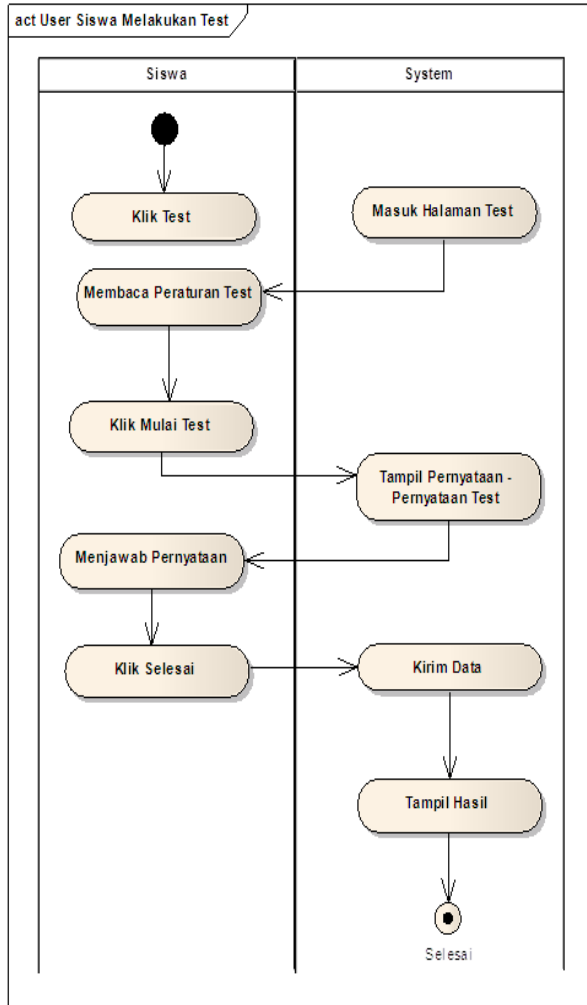 act User Siswa Melakukan Test
Siswa
System
Klik Test
Masuk Halaman Test
Membaca Peraturan Test
Klik Mulai Test
Tampil Pernyataan -
Pernyataan Test
Menjawab Pernyataan
Klik Selesai
Kirim Data
Tampil Hasil
Selesai